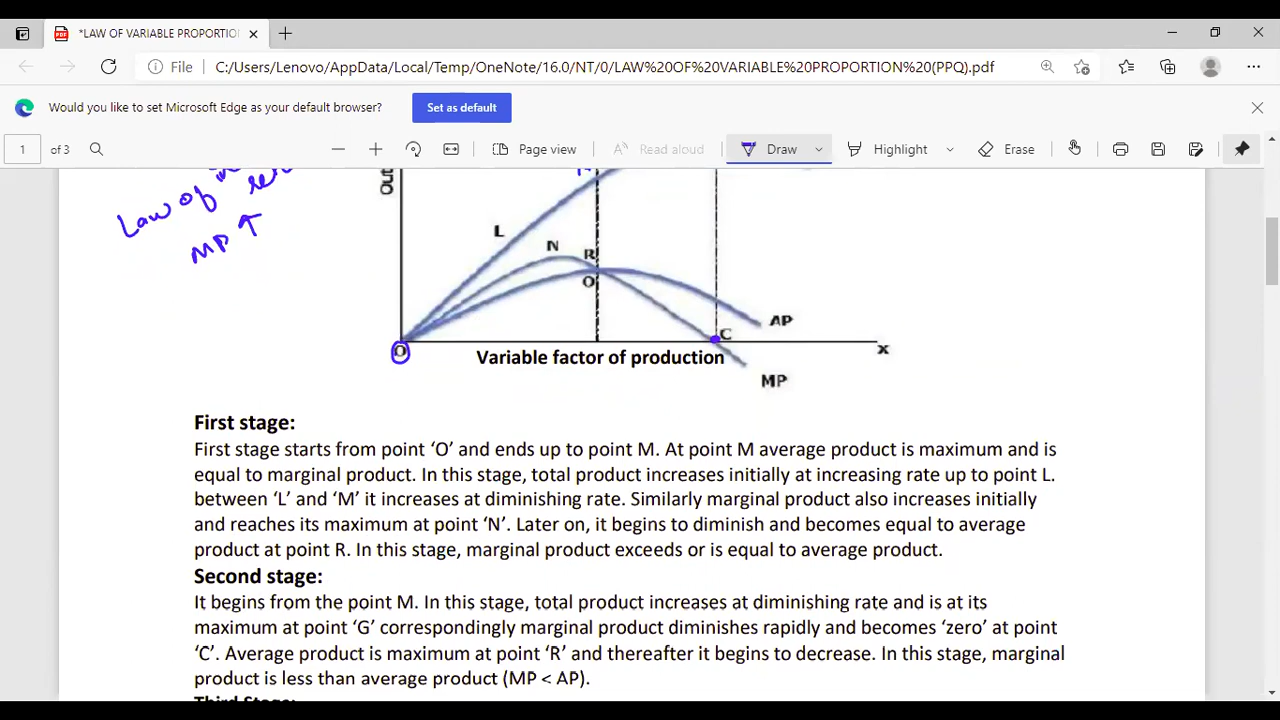 *LAW OF VARIABLE PROPORTION
File C:/Users/Lenovo/AppData/Local/Temp/OneNote/16.0/NT/0/LAW%20OF%20VARIABLE%20PROPORTION%20(PPQ).pdf
Would you like to set Microsoft Edge as your default browser? Set as default
1 of 3 Page view Read aloud Draw Highlight Erase
Law of
MP ↑
L
N
R
O
AP
C
O
Variable factor of production
x
MP
First stage:
First stage starts from point ‘O’ and ends up to point M. At point M average product is maximum and is
equal to marginal product. In this stage, total product increases initially at increasing rate up to point L.
between ‘L’ and ‘M’ it increases at diminishing rate. Similarly marginal product also increases initially
and reaches its maximum at point ‘N’. Later on, it begins to diminish and becomes equal to average
product at point R. In this stage, marginal product exceeds or is equal to average product.
Second stage:
It begins from the point M. In this stage, total product increases at diminishing rate and is at its
maximum at point ‘G’ correspondingly marginal product diminishes rapidly and becomes ‘zero’ at point
‘C’. Average product is maximum at point ‘R’ and thereafter it begins to decrease. In this stage, marginal
product is less than average product (MP < AP).
Third Stage: